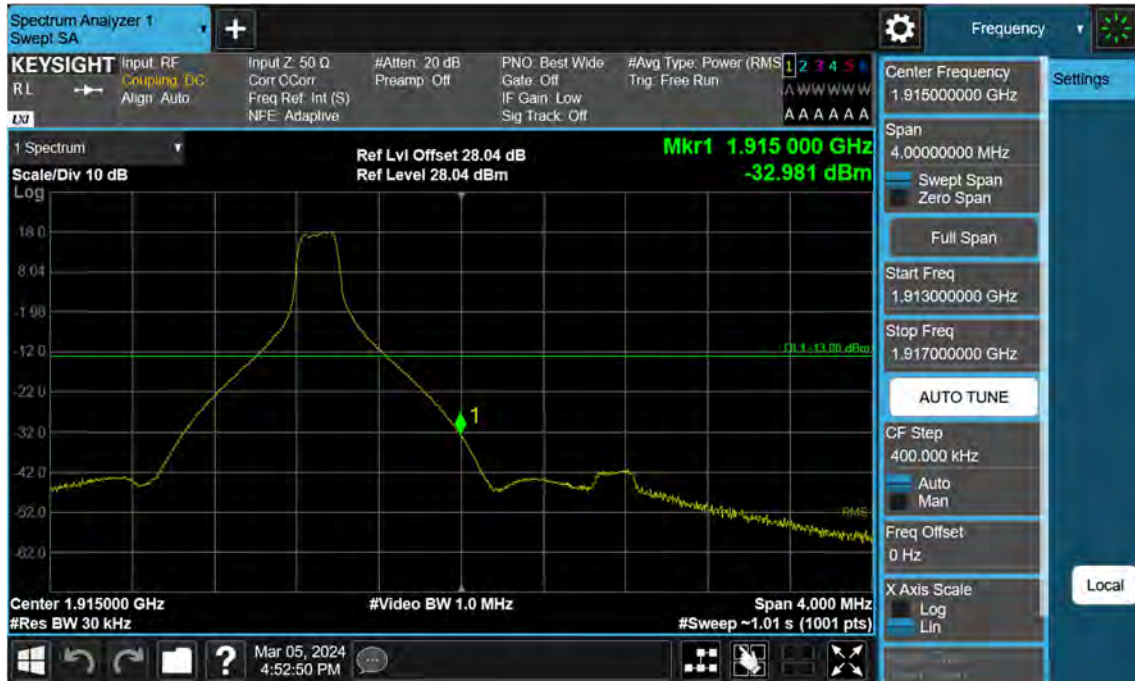 Spectrum Analyzer 1
Swept SA
Frequency
KEYSIGHT
RL
LXI
Input: RF
Coupling: DC
Align: Auto
Input Z: 50 Ω
Corr CCorr
Freq Ref: Int (S)
NFE: Adaptive
#Atten: 20 dB
Preamp: Off
PNO: Best Wide
Gate: Off
IF Gain: Low
Sig Track: Off
#Avg Type: Power (RMS
Trig: Free Run
1 2 3 4 5 6
A W W W W W
A A A A A A
Center Frequency
1.915000000 GHz
Settings
Span
4.00000000 MHz
Swept Span
Zero Span
Full Span
Start Freq
1.913000000 GHz
Stop Freq
1.917000000 GHz
AUTO TUNE
CF Step
400.000 kHz
Auto
Man
Freq Offset
0 Hz
X Axis Scale
Log
Lin
Local
1 Spectrum
Scale/Div 10 dB
Ref Lvl Offset 28.04 dB
Ref Level 28.04 dBm
Mkr1 1.915 000 GHz
-32.981 dBm
Log
18.0
8.04
-1.96
-12.0
DL1 -13.00 dBm
-22.0
1
-32.0
-42.0
-52.0
RMS
-62.0
Center 1.915000 GHz
#Video BW 1.0 MHz
Span 4.000 MHz
#Res BW 30 kHz
#Sweep ~1.01 s (1001 pts)
?
Mar 05, 2024
4:52:50 PM